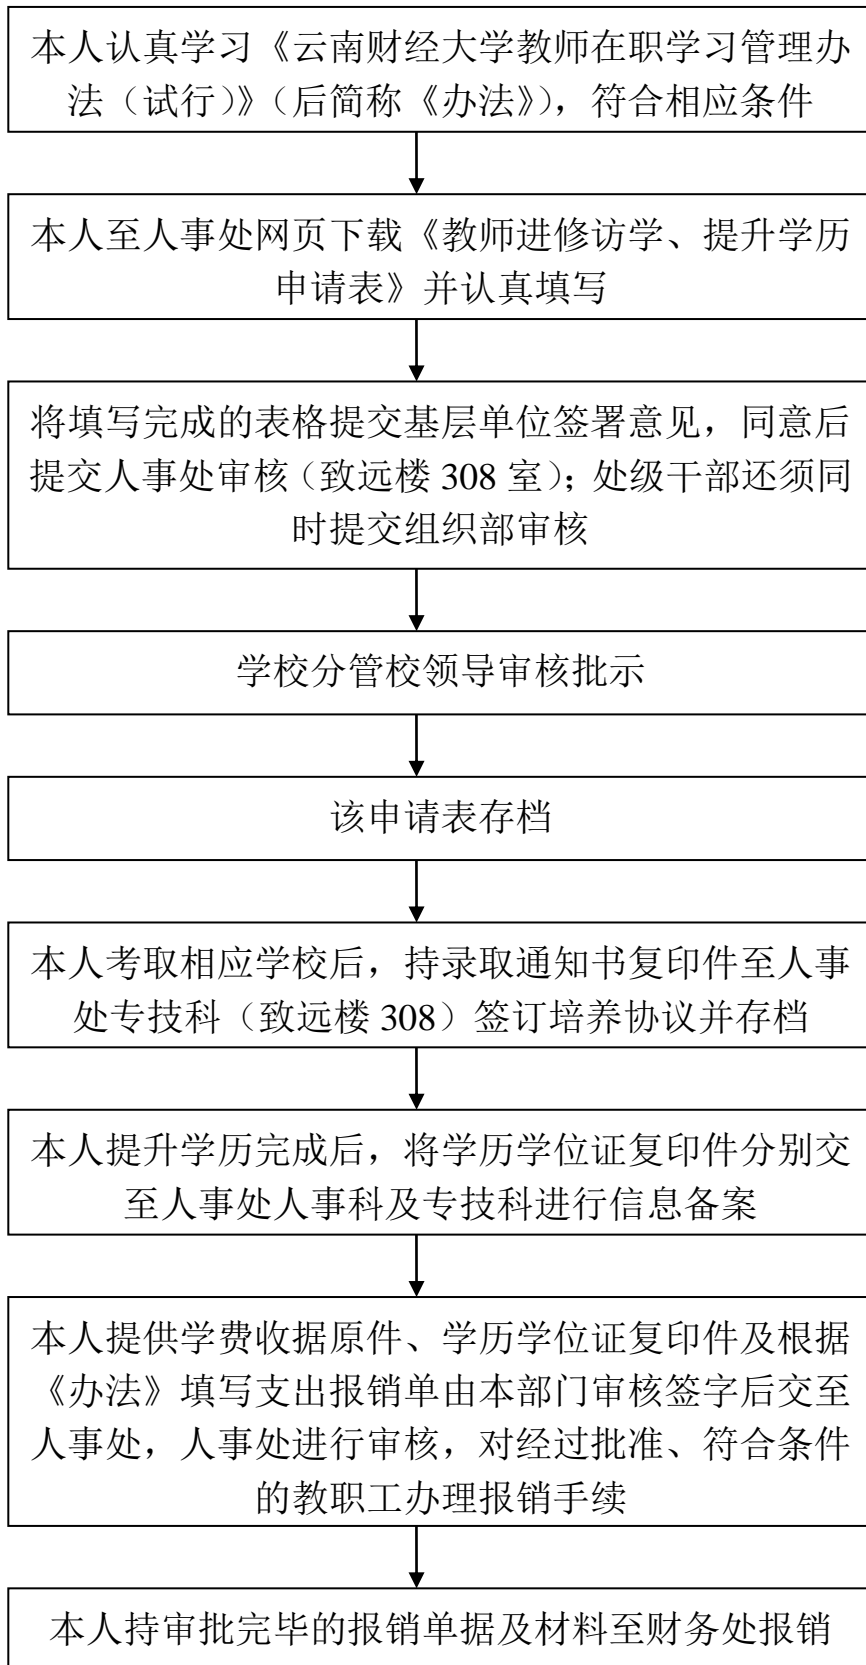 本人认真学习《云南财经大学教师在职学习管理办
法（试行）》（后简称《办法》），符合相应条件
本人至人事处网页下载《教师进修访学、提升学历
申请表》并认真填写
将填写完成的表格提交基层单位签署意见，同意后
提交人事处审核（致远楼 308 室）；处级干部还须同
时提交组织部审核
学校分管校领导审核批示
该申请表存档
本人考取相应学校后，持录取通知书复印件至人事
处专技科（致远楼 308）签订培养协议并存档
本人提升学历完成后，将学历学位证复印件分别交
至人事处人事科及专技科进行信息备案
本人提供学费收据原件、学历学位证复印件及根据
《办法》填写支出报销单由本部门审核签字后交至
人事处，人事处进行审核，对经过批准、符合条件
的教职工办理报销手续
本人持审批完毕的报销单据及材料至财务处报销